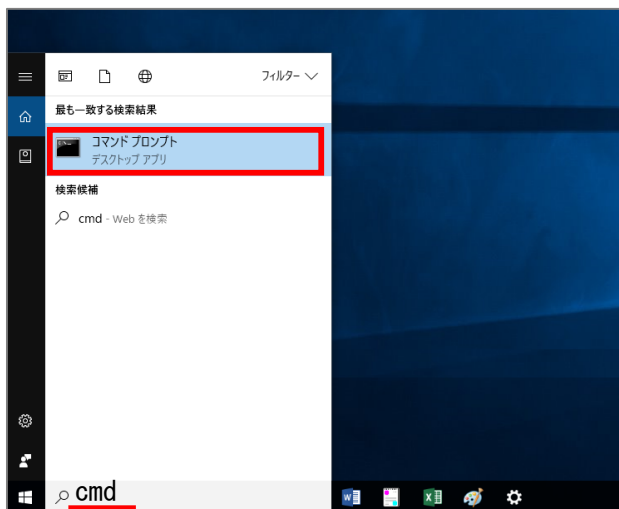 フィルター
最も一致する検索結果
コマンド プロンプト
デスクトップ アプリ
検索候補
cmd - Web を検索
cmd